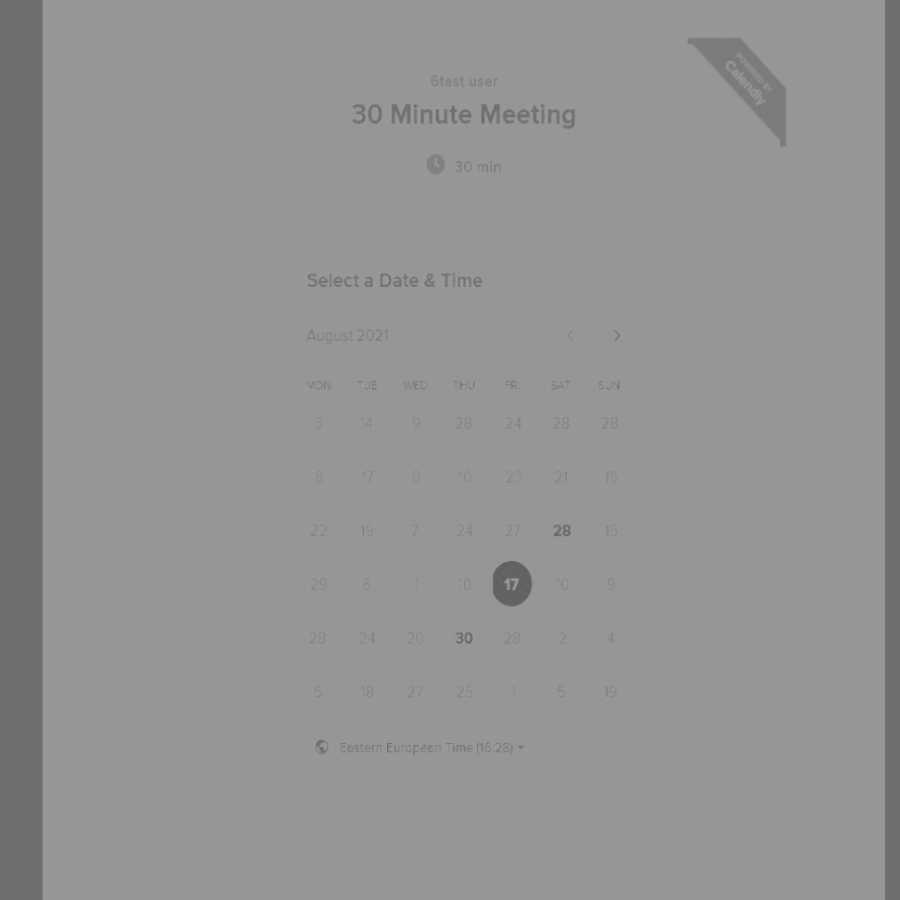 POWERED BY
Calendly
6test user
30 Minute Meeting
30 min
Select a Date & Time
August 2021
MON TUE WED THU FR SAT SUN
3 14 9 28 24 28 28
8 17 9 10 23 21 15
22 19 7 24 27 28 15
29 6 1 10 17 10 9
28 24 20 30 28 2 4
5 18 27 25 1 5 19
Eastern European Time (16:28)